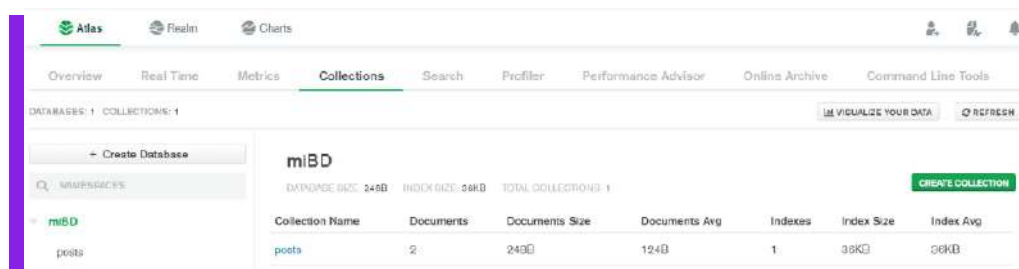 Atlas Realm Charts
Overview Real Time Metrics Collections Search Profiler Performance Advisor Online Archive Command Line Tools
DATABASES: 1 COLLECTIONS: 1 VISUALIZE YOUR DATA REFRESH
+ Create Database
NAMESPACES
miBD
posts
miBD
DATABASE SIZE: 248B INDEX SIZE: 36KB TOTAL COLLECTIONS: 1
CREATE COLLECTION
Collection Name Documents Documents Size Documents Avg Indexes Index Size Index Avg
posts 2 248B 124B 1 36KB 36KB